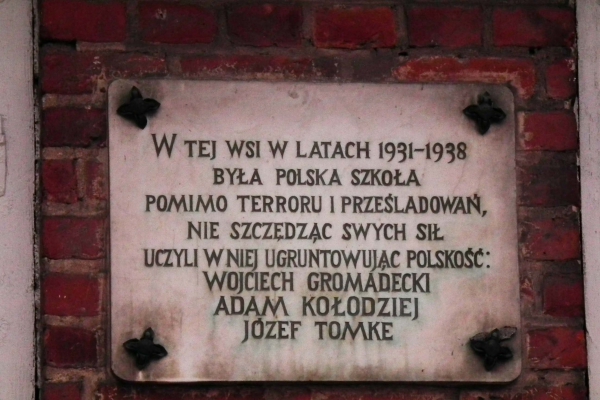 W TEJ WSI W LATACH 1931-1938
BYŁA POLSKA SZKOŁA
POMIMO TERRORU I PRZEŚLADOWAŃ,
NIE SZCZĘDZĄC SWYCH SIŁ
UCZYLI W NIEJ UGRUNTOWUJĄC POLSKOŚĆ:
WOJCIECH GROMADECKI
ADAM KOŁODZIEJ
JÓZEF TOMKE